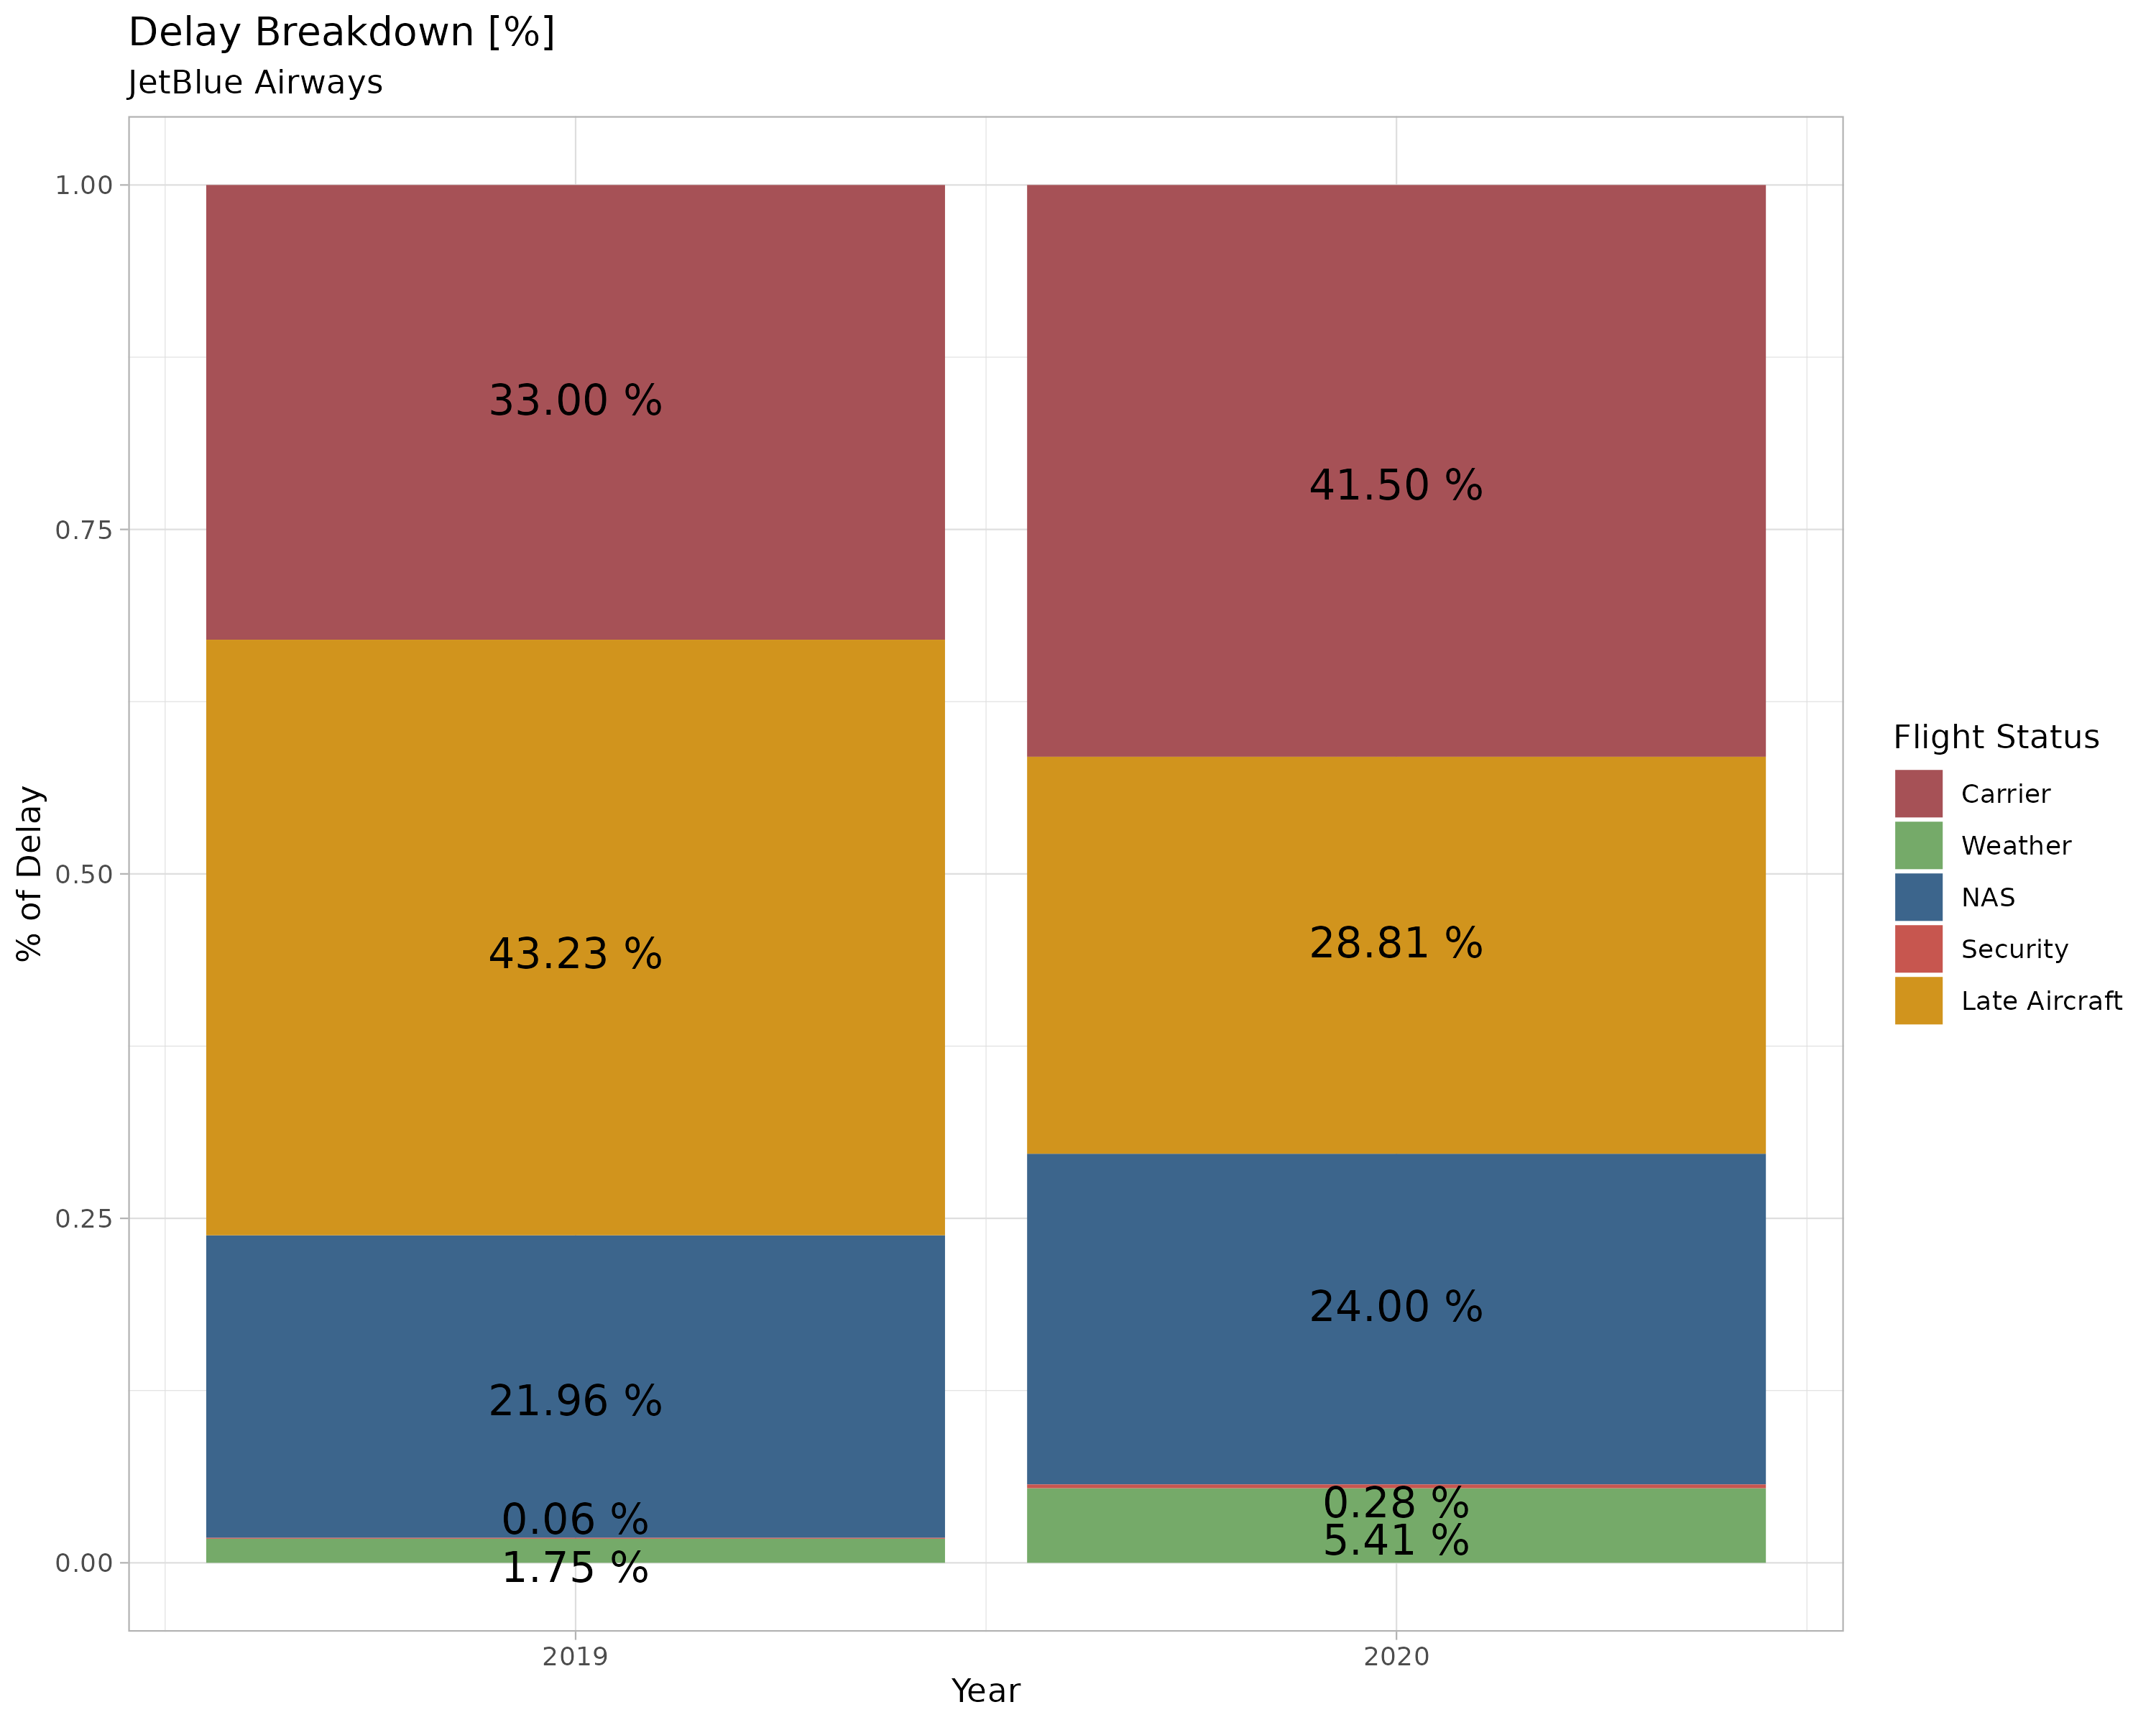 Delay Breakdown [%]
JetBlue Airways
% of Delay
1.00
0.75
0.50
0.25
0.00
33.00 %
43.23 %
21.96 %
0.06 %
1.75 %
41.50 %
28.81 %
24.00 %
0.28 %
5.41 %
2019
2020
Year
Flight Status
Carrier
Weather
NAS
Security
Late Aircraft